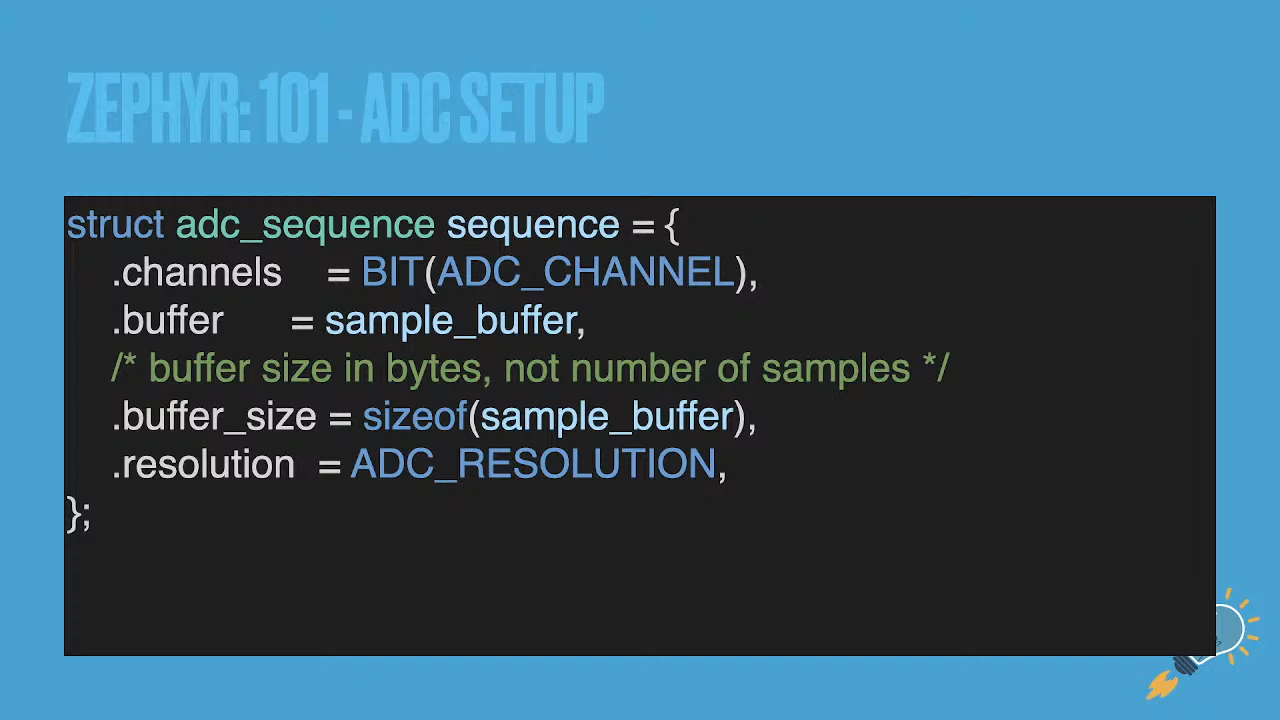 ZEPHYR: 101 - ADC SETUP
struct adc_sequence sequence = {
.channels = BIT(ADC_CHANNEL),
.buffer = sample_buffer,
/* buffer size in bytes, not number of samples */
.buffer_size = sizeof(sample_buffer),
.resolution = ADC_RESOLUTION,
};